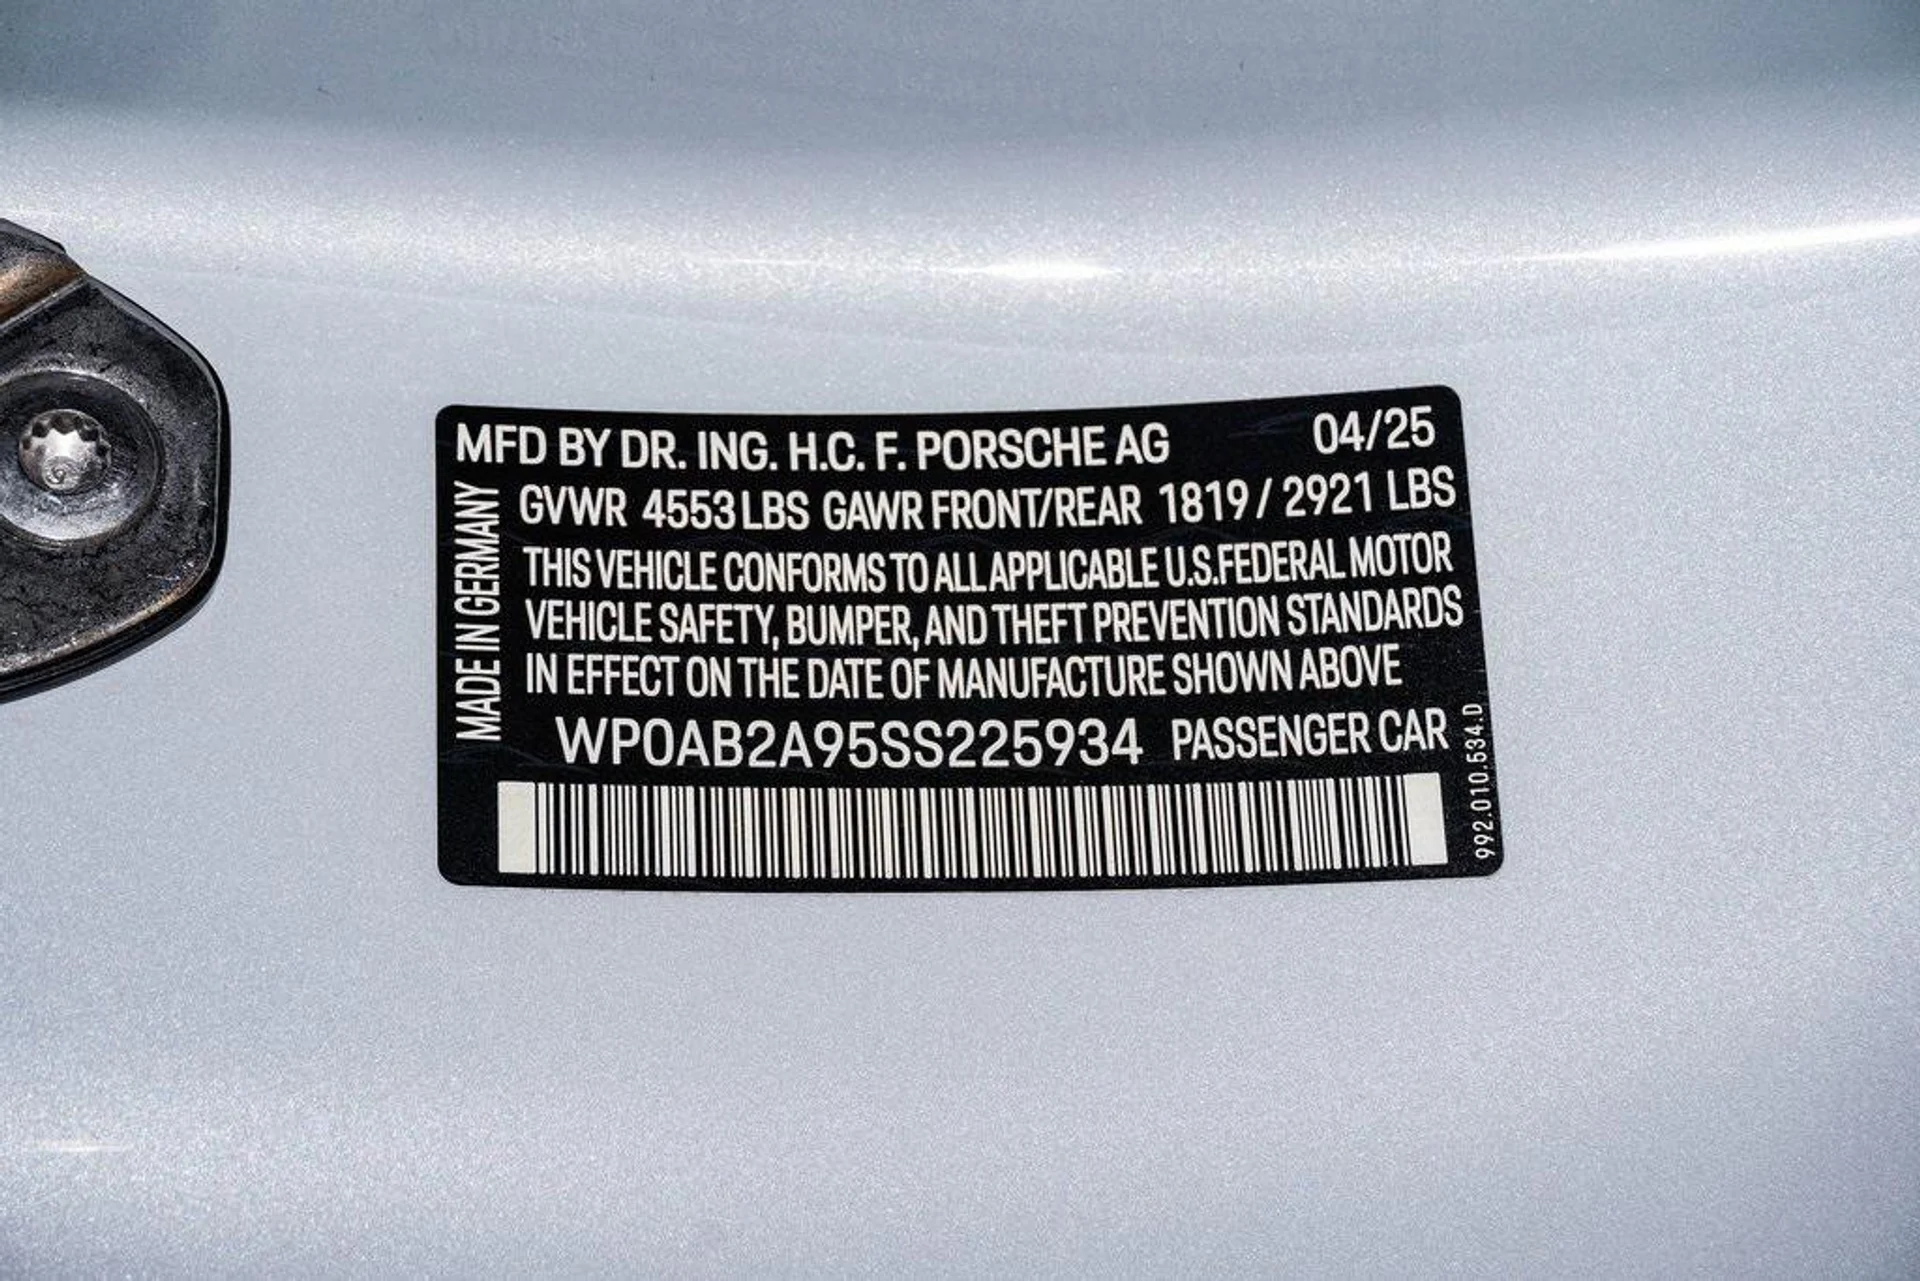 MFD BY DR. ING. H.C. F. PORSCHE AG 04/25
GVWR 4553 LBS GAWR FRONT/REAR 1819 / 2921 LBS
THIS VEHICLE CONFORMS TO ALL APPLICABLE U.S.FEDERAL MOTOR
VEHICLE SAFETY, BUMPER, AND THEFT PREVENTION STANDARDS
IN EFFECT ON THE DATE OF MANUFACTURE SHOWN ABOVE
WP0AB2A95SS225934 PASSENGER CAR
MADE IN GERMANY
992.010.534.D